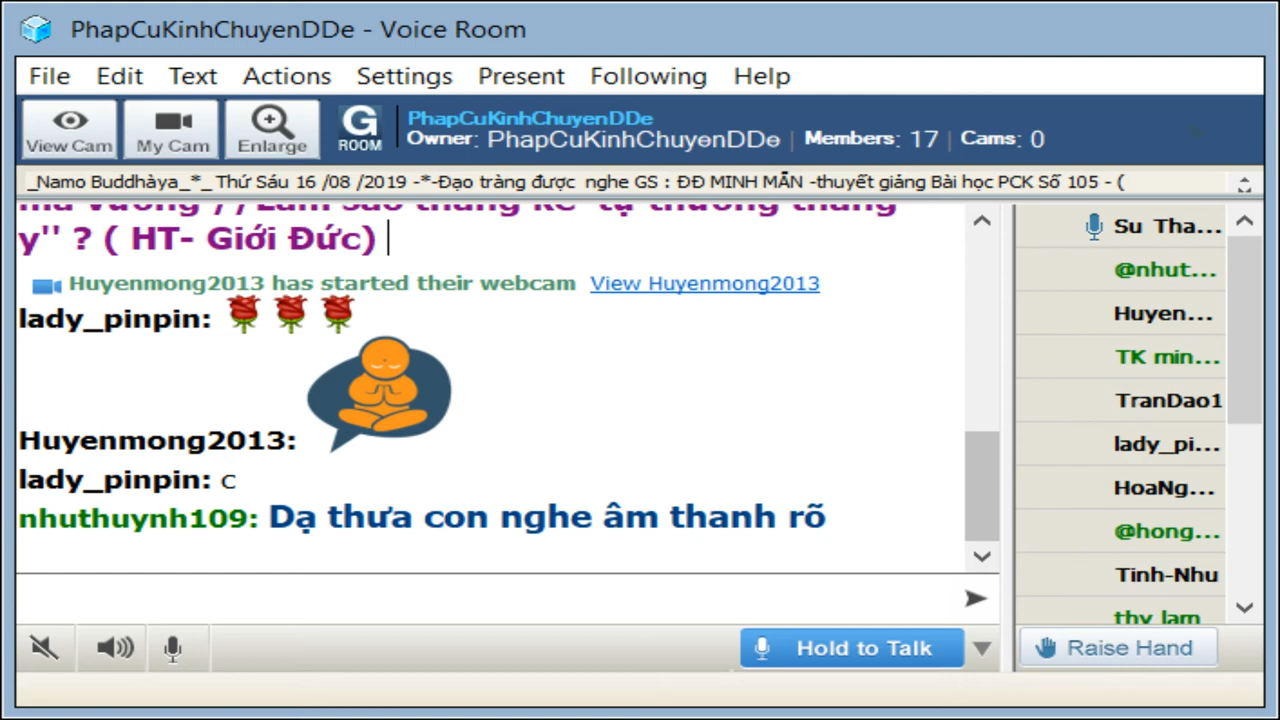 PhapCuKinhChuyenDDe - Voice Room
File Edit Text Actions Settings Present Following Help
View Cam My Cam Enlarge G ROOM
PhapCuKinhChuyenDDe
Owner: PhapCuKinhChuyenDDe | Members: 17 | Cams: 0
_Namo Buddhàya_*_ Thứ Sáu 16 /08 /2019 -*-Đạo tràng được nghe GS : ĐĐ MINH MẪN -thuyết giảng Bài học PCK Số 105 - (
y'' ? ( HT- Giới Đức)
Huyenmong2013 has started their webcam View Huyenmong2013
lady_pinpin:
Huyenmong2013:
lady_pinpin: c
nhuthuynh109: Dạ thưa con nghe âm thanh rõ
Su Tha...
@nhut...
Huyen...
TK min...
TranDao1
lady_pi...
HoaNg...
@hong...
Tinh-Nhu
thy lam
Hold to Talk
Raise Hand